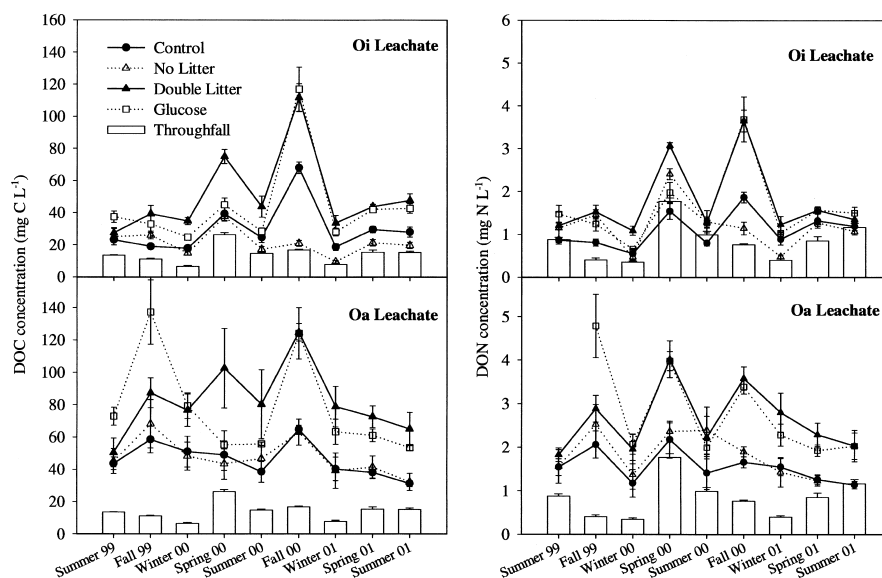 Oi Leachate
Control
No Litter
Double Litter
Glucose
Throughfall
160
140
120
100
80
60
40
20
0
DOC concentration (mg C L-1)
Oa Leachate
140
120
100
80
60
40
20
0
Summer 99
Fall 99
Winter 00
Spring 00
Summer 00
Fall 00
Winter 01
Spring 01
Summer 01
Oi Leachate
6
5
4
3
2
1
0
DON concentration (mg N L-1)
Oa Leachate
5
4
3
2
1
0
Summer 99
Fall 99
Winter 00
Spring 00
Summer 00
Fall 00
Winter 01
Spring 01
Summer 01